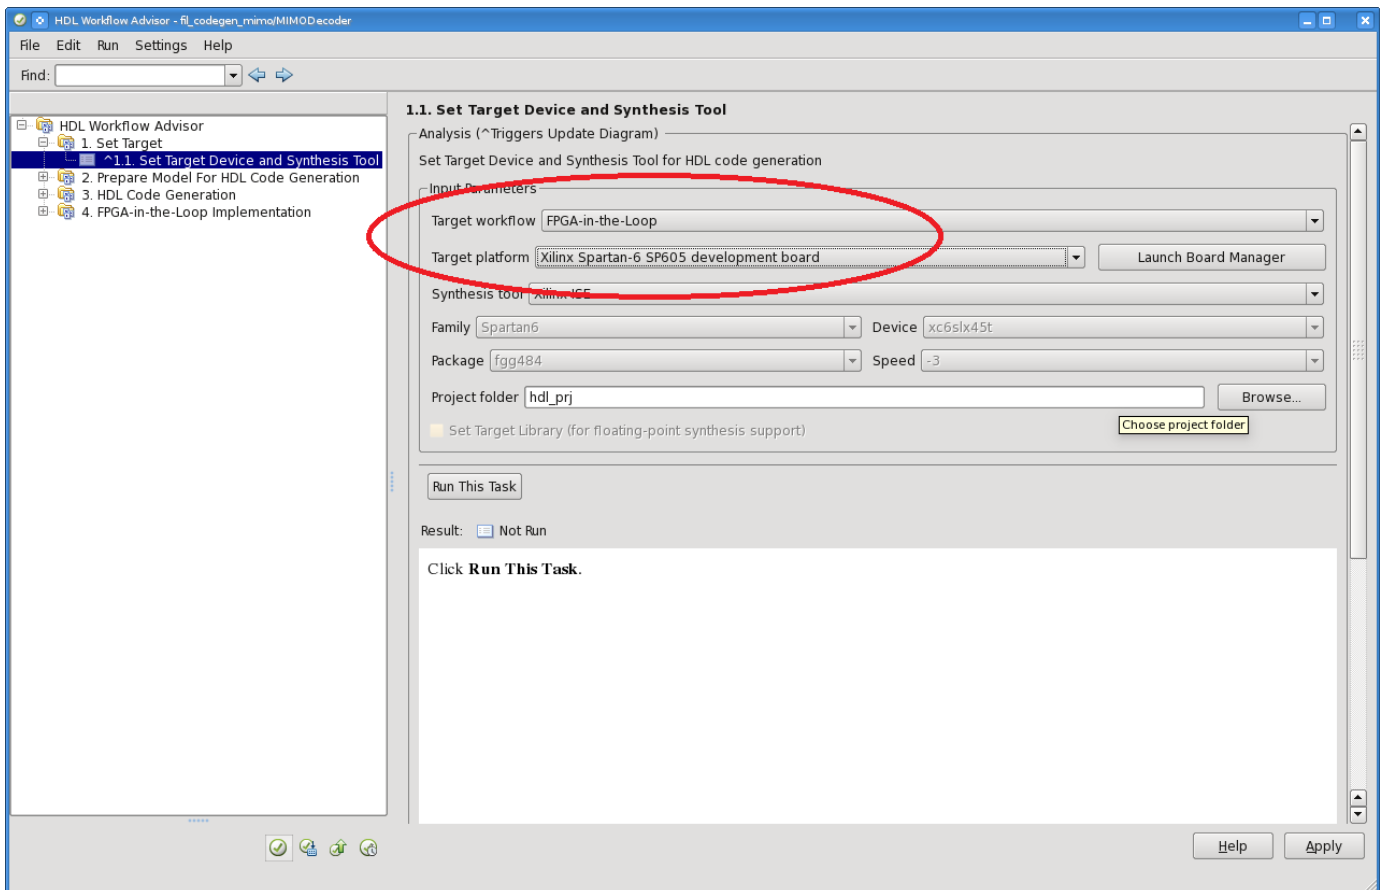 HDL Workflow Advisor - fil_codegen_mimo/MIMODecoder
File Edit Run Settings Help
Find:
HDL Workflow Advisor
1. Set Target
^1.1. Set Target Device and Synthesis Tool
2. Prepare Model For HDL Code Generation
3. HDL Code Generation
4. FPGA-in-the-Loop Implementation
1.1. Set Target Device and Synthesis Tool
Analysis (^Triggers Update Diagram)
Set Target Device and Synthesis Tool for HDL code generation
Input Parameters
Target workflow FPGA-in-the-Loop
Target platform Xilinx Spartan-6 SP605 development board Launch Board Manager
Synthesis tool Xilinx ISE
Family Spartan6 Device xc6slx45t
Package fgg484 Speed -3
Project folder hdl_prj Browse...
Choose project folder
Set Target Library (for floating-point synthesis support)
Run This Task
Result: Not Run
Click Run This Task.
Help Apply